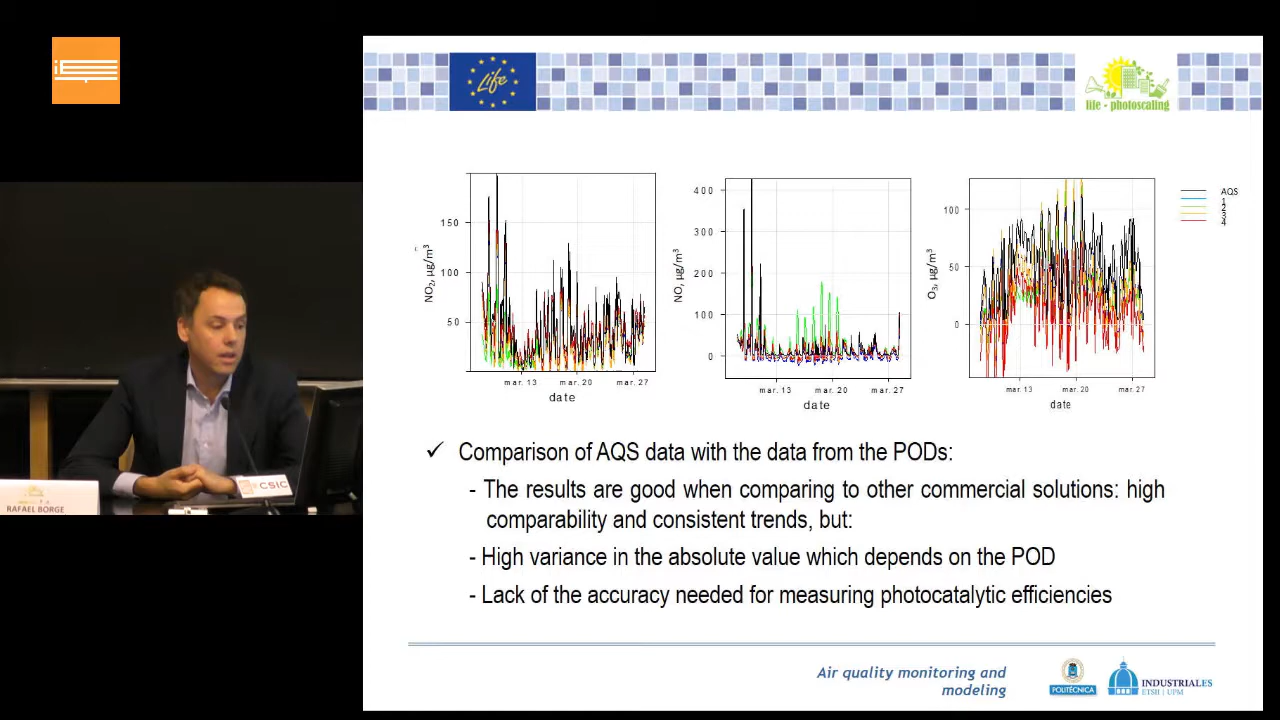 Life
life - photoscaling
NO₂, µg/m³
150
100
50
mar. 13
mar. 20
mar. 27
date
NO, µg/m³
400
300
200
100
0
mar. 13
mar. 20
mar. 27
date
O₃, µg/m³
100
50
0
mar. 13
mar. 20
mar. 27
date
AQS
1
2
3
4
✓ Comparison of AQS data with the data from the PODs:
- The results are good when comparing to other commercial solutions: high
comparability and consistent trends, but:
- High variance in the absolute value which depends on the POD
- Lack of the accuracy needed for measuring photocatalytic efficiencies
CSIC
RAFAEL BORGE
Air quality monitoring and
modeling
POLITÉCNICA
INDUSTRIALES
ETSII | UPM